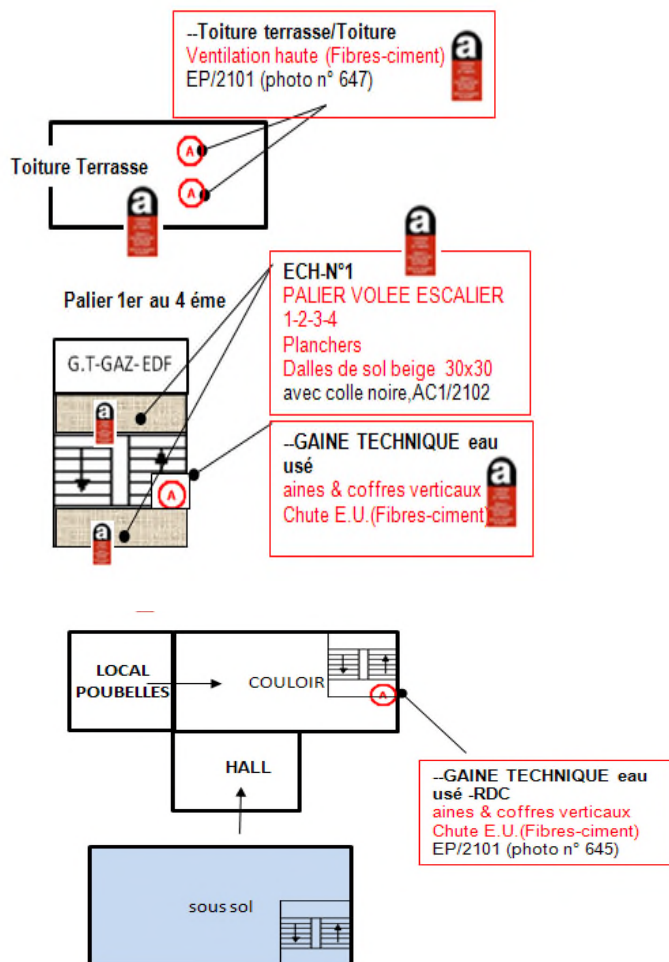 --Toiture terrasse/Toiture
Ventilation haute (Fibres-ciment)
EP/2101 (photo n° 647)
a
A
Toiture Terrasse
A
a
a
ECH-N°1
PALIER VOLEE ESCALIER
1-2-3-4
Planchers
Dalles de sol beige 30x30
avec colle noire,AC1/2102
Palier 1er au 4 éme
G.T-GAZ-EDF
a
A
a
--GAINE TECHNIQUE eau
usé
aines & coffres verticaux
Chute E.U.(Fibres-ciment)
a
LOCAL
POUBELLES
COULOIR
A
HALL
--GAINE TECHNIQUE eau
usé -RDC
aines & coffres verticaux
Chute E.U.(Fibres-ciment)
EP/2101 (photo n° 645)
sous sol